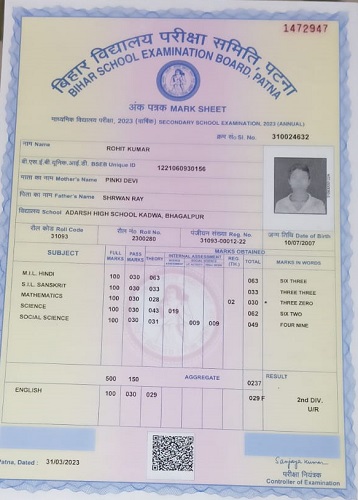 1472947
बिहार विद्यालय परीक्षा समिति, पटना
BIHAR SCHOOL EXAMINATION BOARD, PATNA
अंक पत्रक MARK SHEET
माध्यमिक विद्यालय परीक्षा, 2023 (वार्षिक) SECONDARY SCHOOL EXAMINATION, 2023 (ANNUAL)
क्रम सं०Sl. No. 310024632
नाम Name ROHIT KUMAR
बी.एस.ई.बी यूनिक आई.डी. BSEB Unique ID 1221060930156
माता का नाम Mother's Name PINKI DEVI
पिता का नाम Father's Name SHRWAN RAY
विद्यालय School ADARSH HIGH SCHOOL KADWA, BHAGALPUR
रौल कोड Roll Code रौल नं० Roll No. पंजीयन संख्या Reg. No. जन्म तिथि Date of Birth
31093 2300280 31093-00012-22 10/07/2007
SUBJECT FULL MARKS PASS MARKS THEORY MARKS OBTAINED INTERNAL ASSESSMENT REG. (TH.) TOTAL MARKS IN WORDS
M.I.L. HINDI 100 030 063 063 SIX THREE
S.I.L. SANSKRIT 100 030 033 033 THREE THREE
MATHEMATICS 100 030 028 02 030 * THREE ZERO
SCIENCE 100 030 043 019 062 SIX TWO
SOCIAL SCIENCE 100 030 031 009 009 049 FOUR NINE
500 150 AGGREGATE 0237 RESULT
ENGLISH 100 030 029 029 F 2nd DIV.
U/R
Patna, Dated : 31/03/2023
परीक्षा नियंत्रक
Controller of Examination